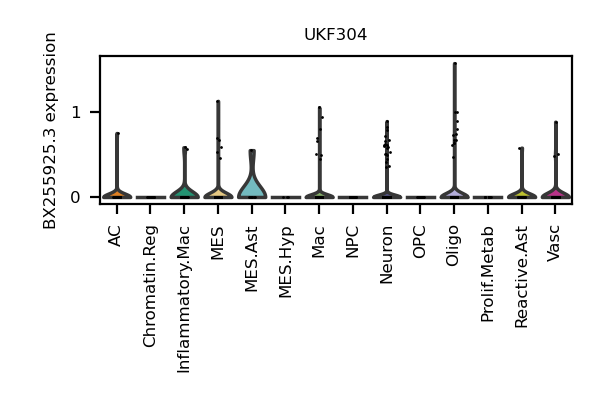 UKF304
BX255925.3 expression
1
0
AC
Chromatin.Reg
Inflammatory.Mac
MES
MES.Ast
MES.Hyp
Mac
NPC
Neuron
OPC
Oligo
Prolif.Metab
Reactive.Ast
Vasc